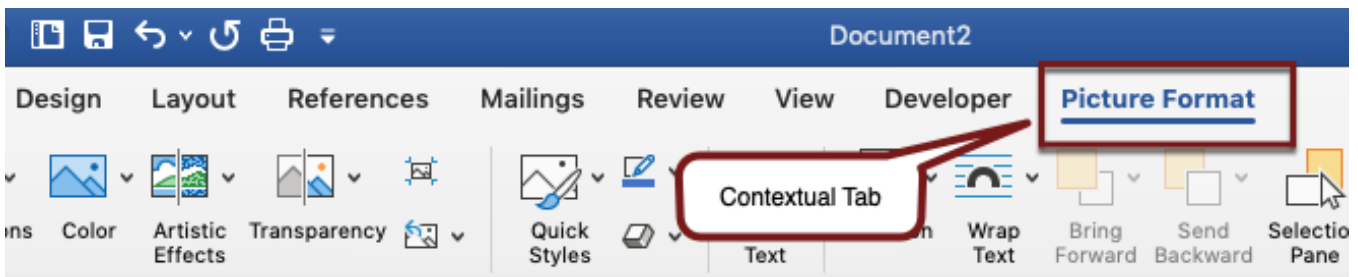 Document2
Design Layout References Mailings Review View Developer Picture Format
Contextual Tab
Color Artistic Effects Transparency Quick Styles Text Wrap Text Bring Forward Send Backward Pane